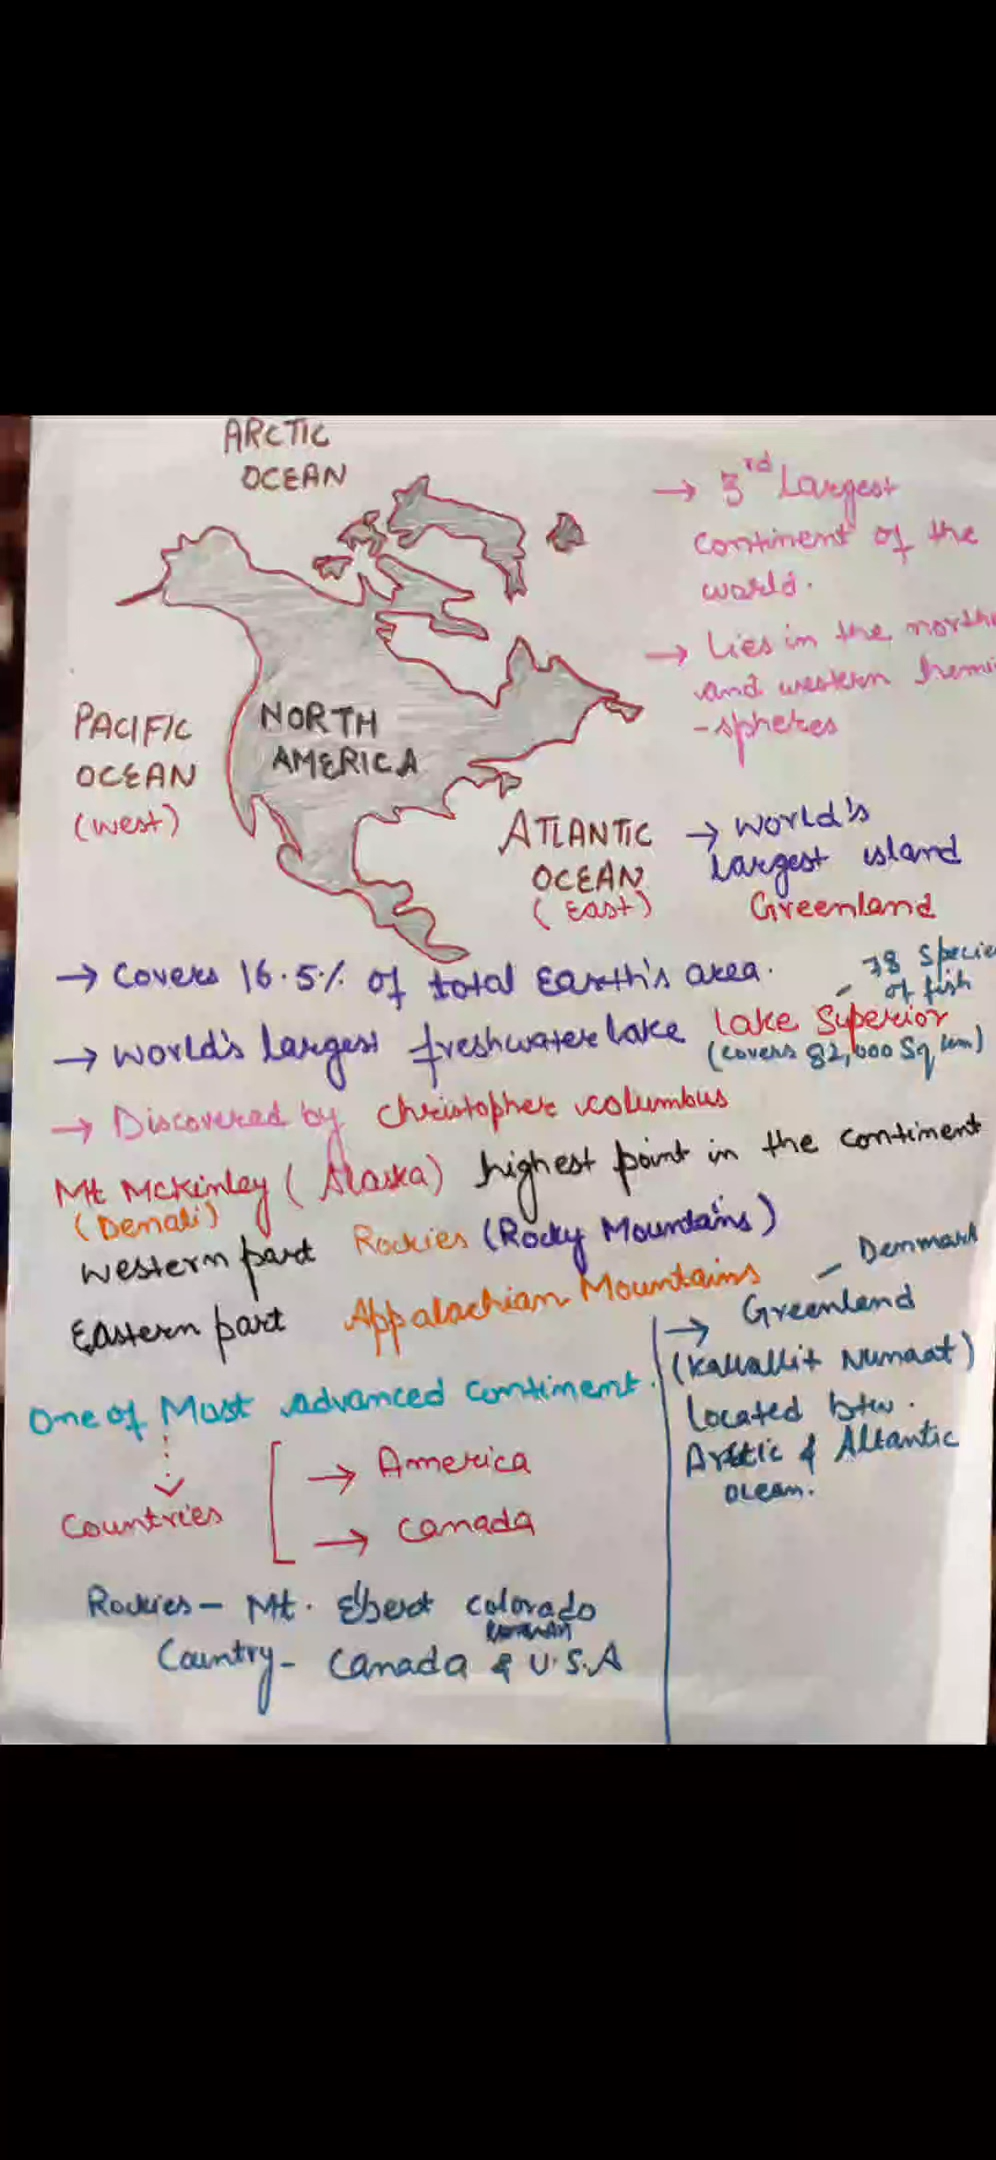 ARCTIC
OCEAN
→ 3rd Largest
continent of the
world.
→ Lies in the northe
and western hemi
-spheres
PACIFIC
OCEAN
(west)
NORTH
AMERICA
ATLANTIC
OCEAN
(East)
→ World's
largest island
Greenland
→ Covers 16.5% of total Earth's area.
- 78 Specie
of fish
→ World's largest freshwater lake Lake Superior
(covers 82,000 Sq km)
→ Discovered by Christopher columbus
Mt McKinley (Alaska) highest point in the continent
(Denali)
Western part Rockies (Rocky Mountains)
Eastern part Appalachian Mountains
- Denmark
→ Greenland
(Kallallit Nunaat)
Located btw.
Arctic & Atlantic
ocean.
One of Most advanced continent.
Countries
→ America
→ Canada
Rockies - Mt. Elbert Colorado
Country - Canada & U.S.A